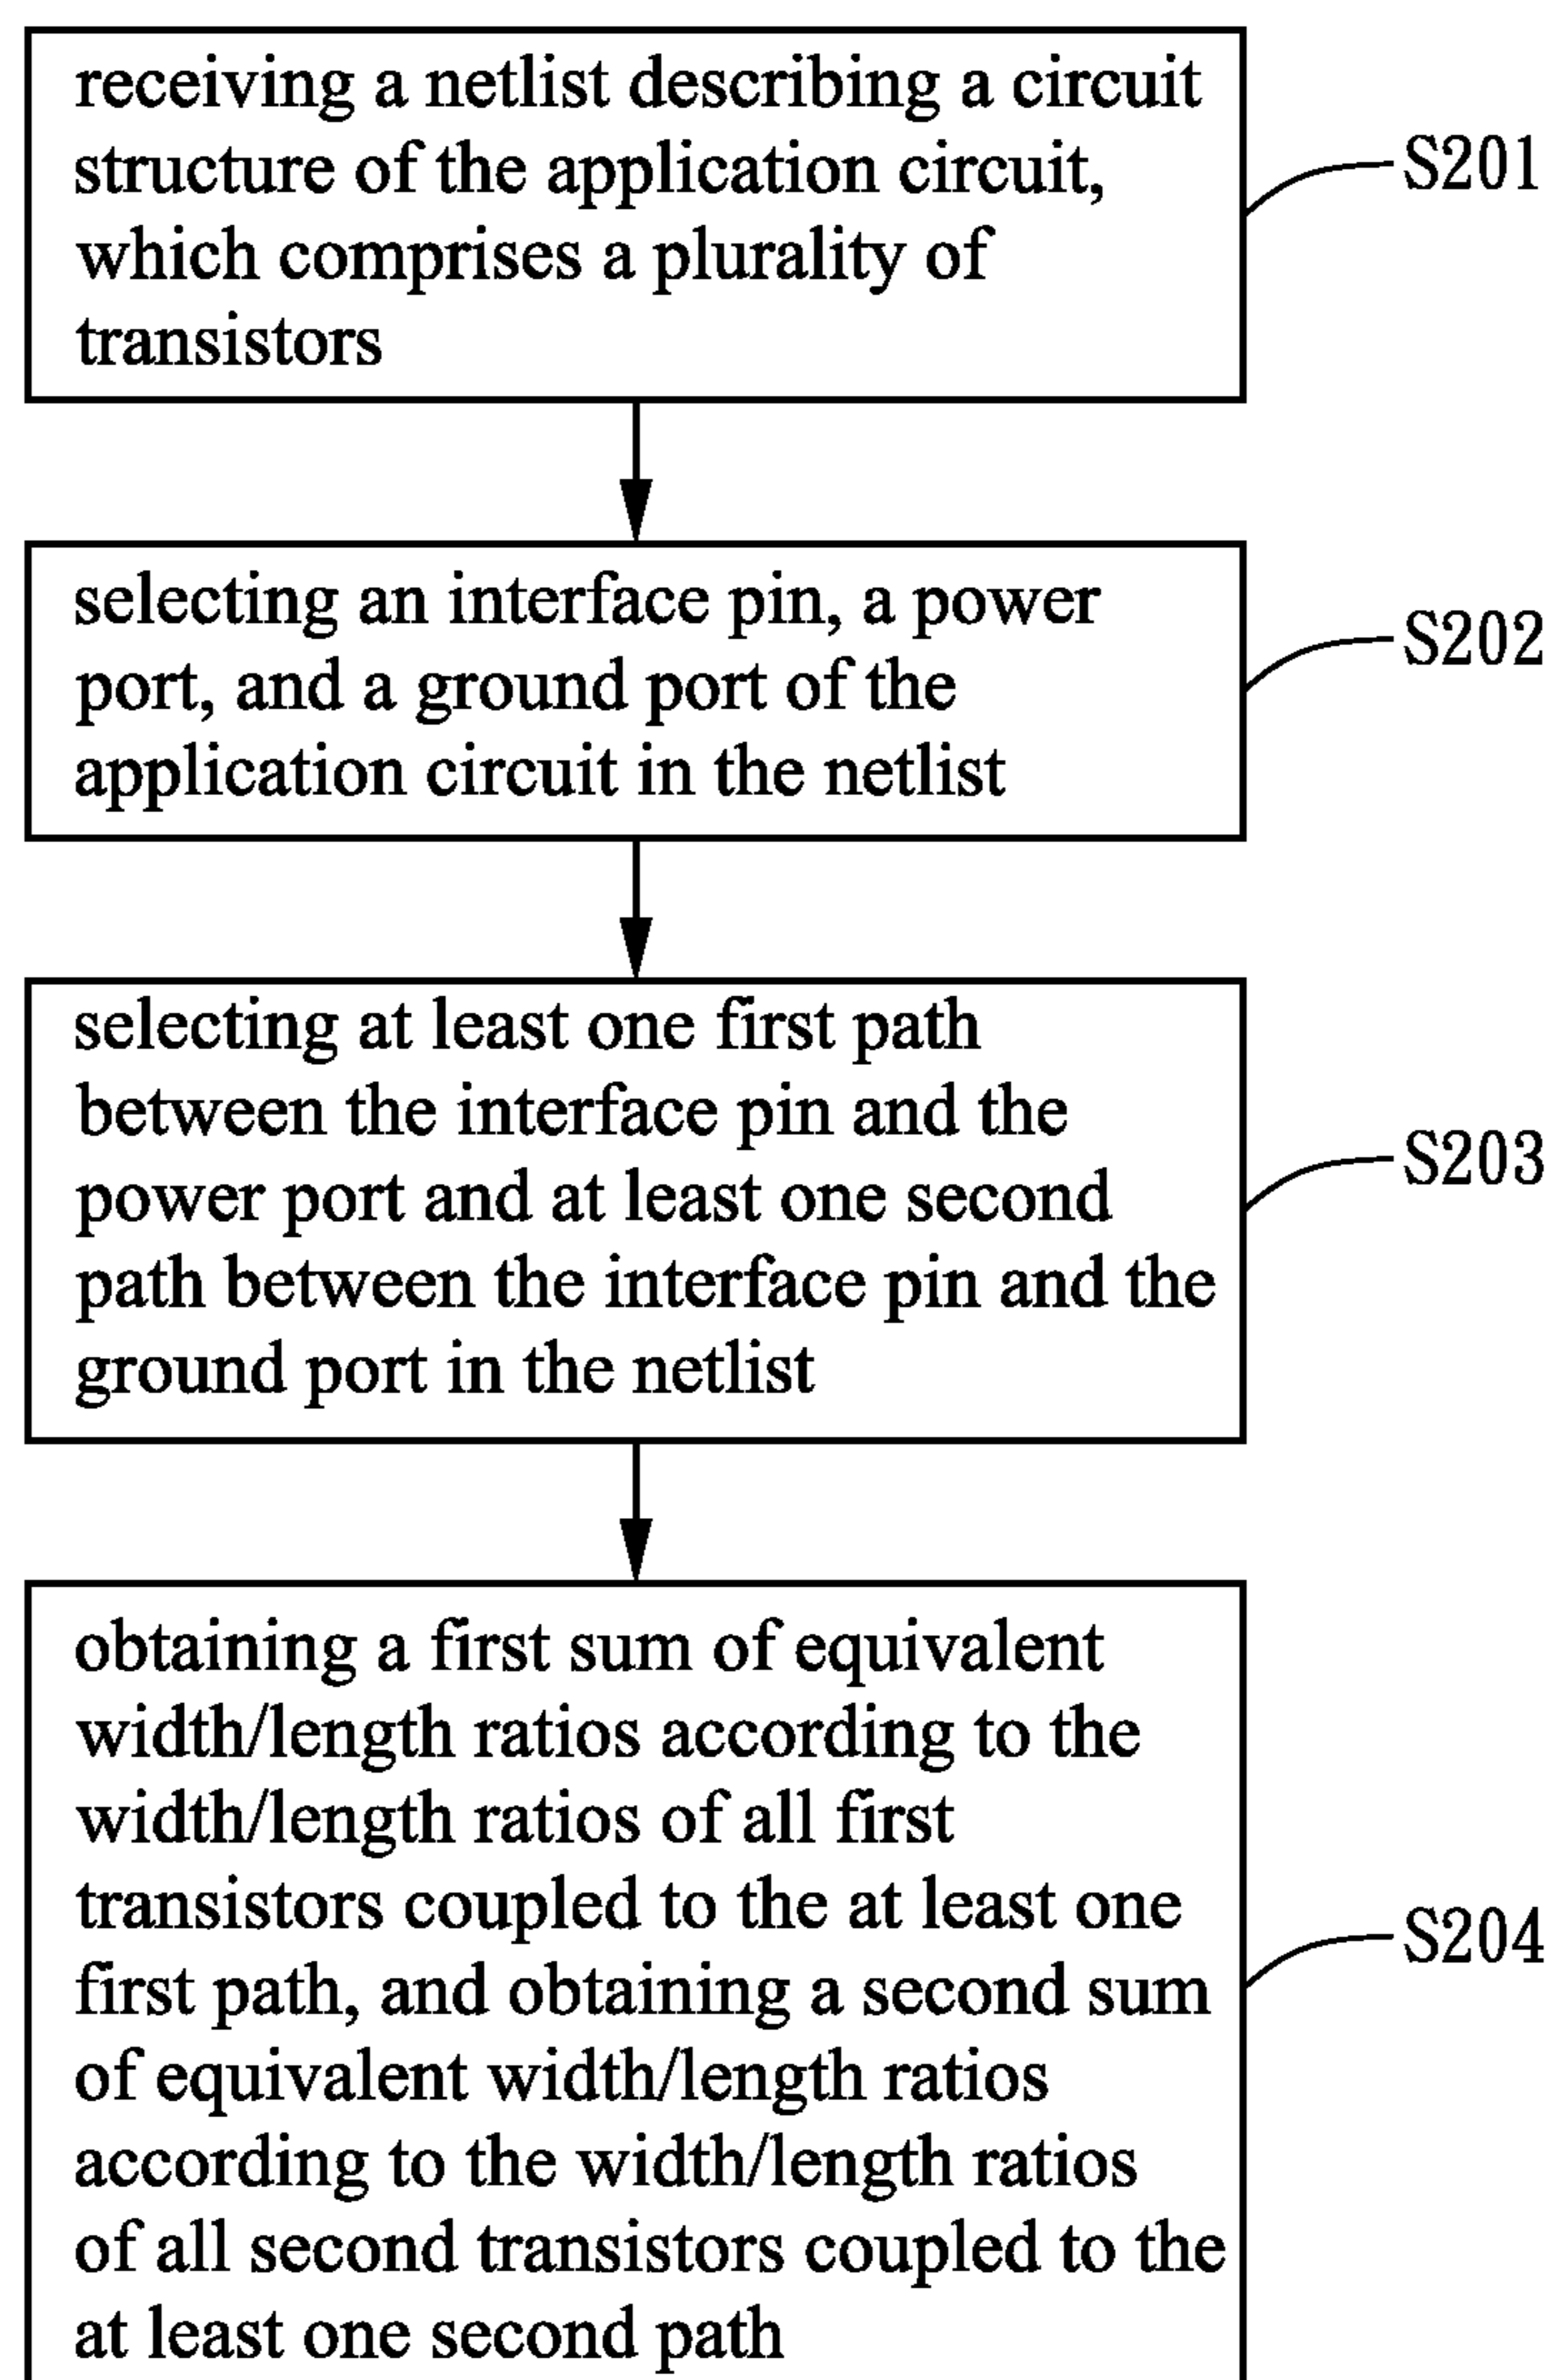 receiving a netlist describing a circuit
structure of the application circuit,
which comprises a plurality of
transistors
S201
selecting an interface pin, a power
port, and a ground port of the
application circuit in the netlist
S202
selecting at least one first path
between the interface pin and the
power port and at least one second
path between the interface pin and the
ground port in the netlist
S203
obtaining a first sum of equivalent
width/length ratios according to the
width/length ratios of all first
transistors coupled to the at least one
first path, and obtaining a second sum
of equivalent width/length ratios
according to the width/length ratios
of all second transistors coupled to the
at least one second path
S204